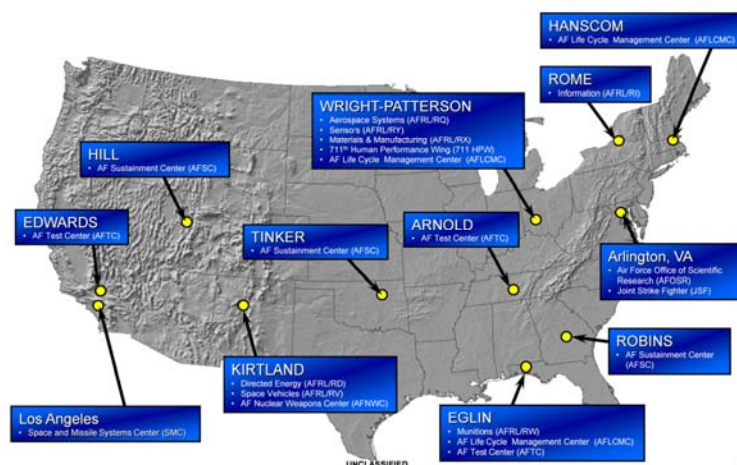 HANSCOM
• AF Life Cycle Management Center (AFLCMC)
ROME
• Information (AFRL/RI)
WRIGHT-PATTERSON
• Aerospace Systems (AFRL/RQ)
• Sensors (AFRL/RY)
• Materials & Manufacturing (AFRL/RX)
• 711th Human Performance Wing (711 HPW)
• AF Life Cycle Management Center (AFLCMC)
HILL
• AF Sustainment Center (AFSC)
EDWARDS
• AF Test Center (AFTC)
TINKER
• AF Sustainment Center (AFSC)
ARNOLD
• AF Test Center (AFTC)
Arlington, VA
• Air Force Office of Scientific
Research (AFOSR)
• Joint Strike Fighter (JSF)
ROBINS
• AF Sustainment Center
(AFSC)
KIRTLAND
• Directed Energy (AFRL/RD)
• Space Vehicles (AFRL/RV)
• AF Nuclear Weapons Center (AFNWC)
Los Angeles
• Space and Missile Systems Center (SMC)
EGLIN
• Munitions (AFRL/RW)
• AF Life Cycle Management Center (AFLCMC)
• AF Test Center (AFTC)
UNCLASSIFIED